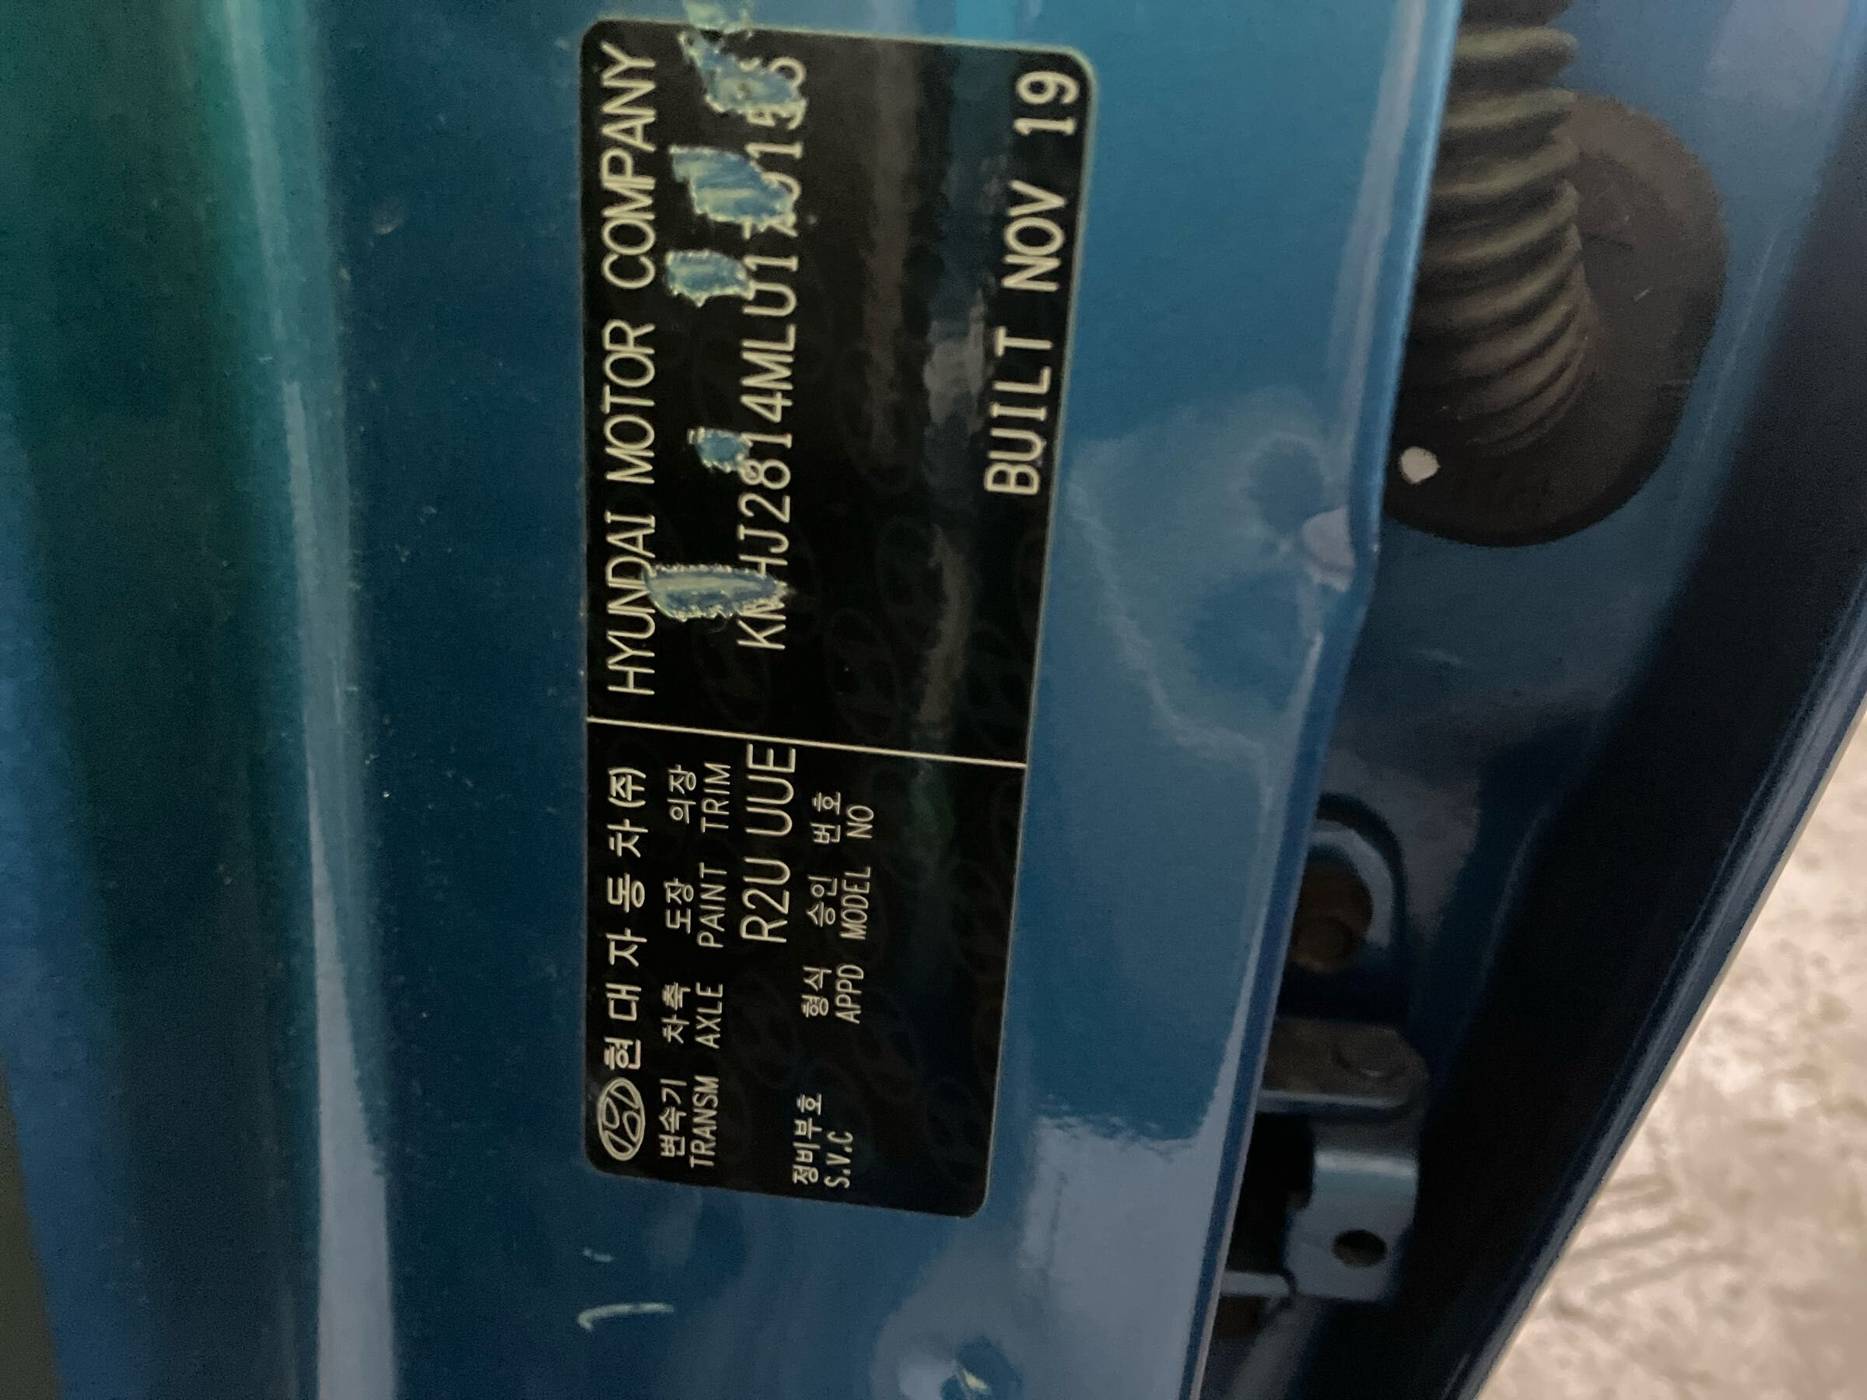 현대자동차(주)
변속기 차축 도장 의장
TRANSM AXLE PAINT TRIM
R2U UUE
정비부호 형식 승인 번호
S.V.C APPD MODEL NO
HYUNDAI MOTOR COMPANY
BUILT NOV 19